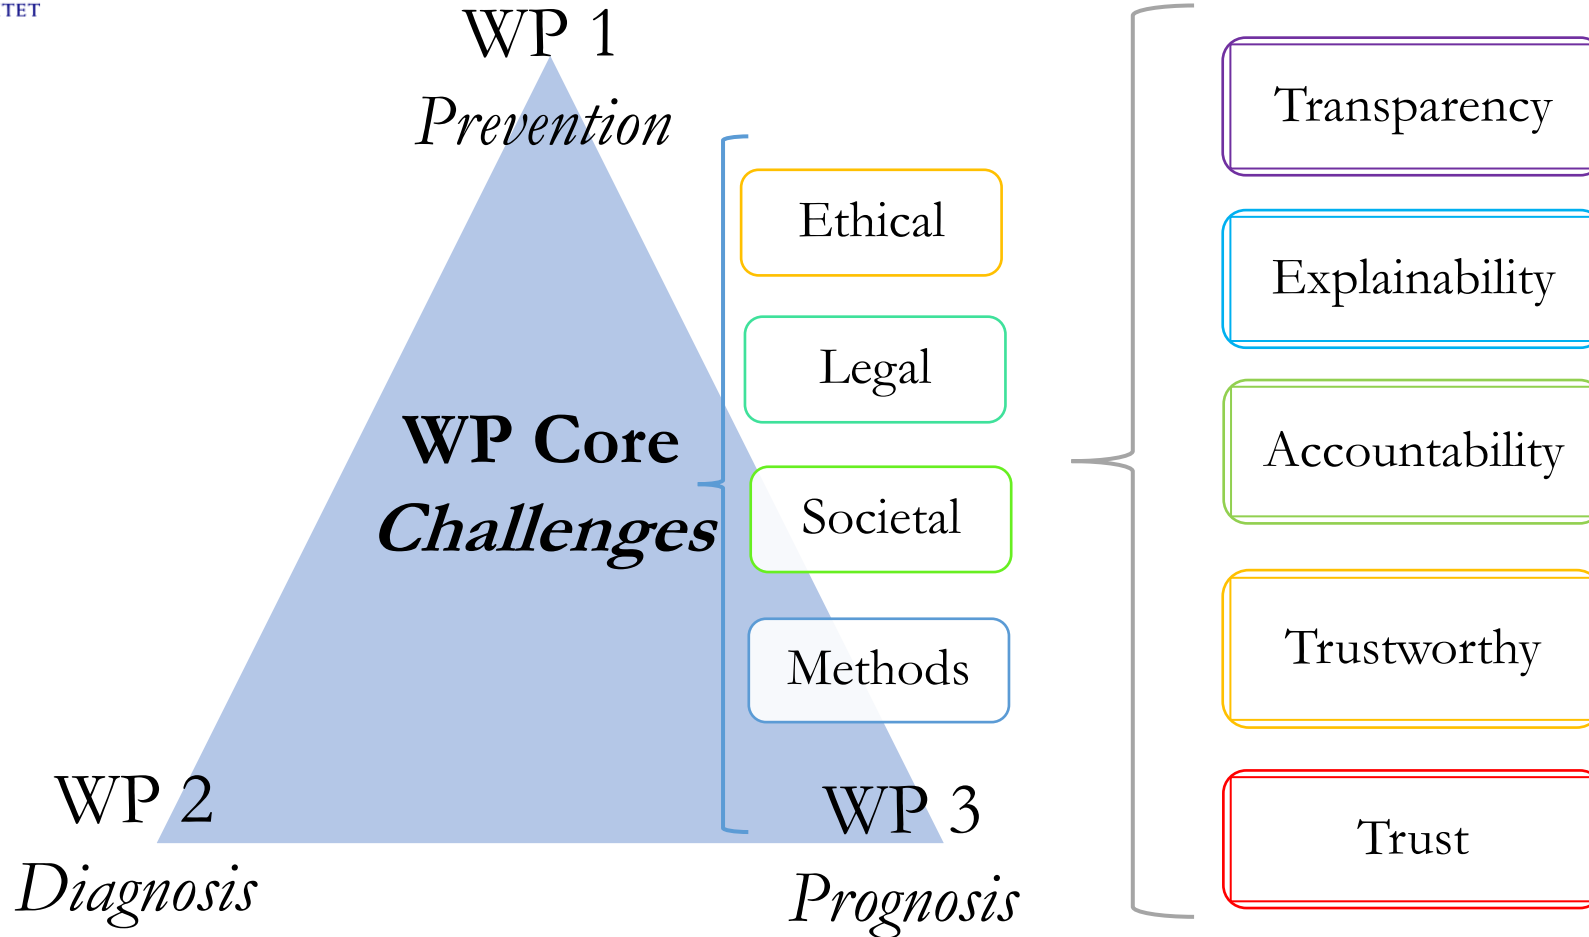 TET
WP 1
Prevention
WP Core
Challenges
WP 2
Diagnosis
WP 3
Prognosis
Ethical
Legal
Societal
Methods
Transparency
Explainability
Accountability
Trustworthy
Trust